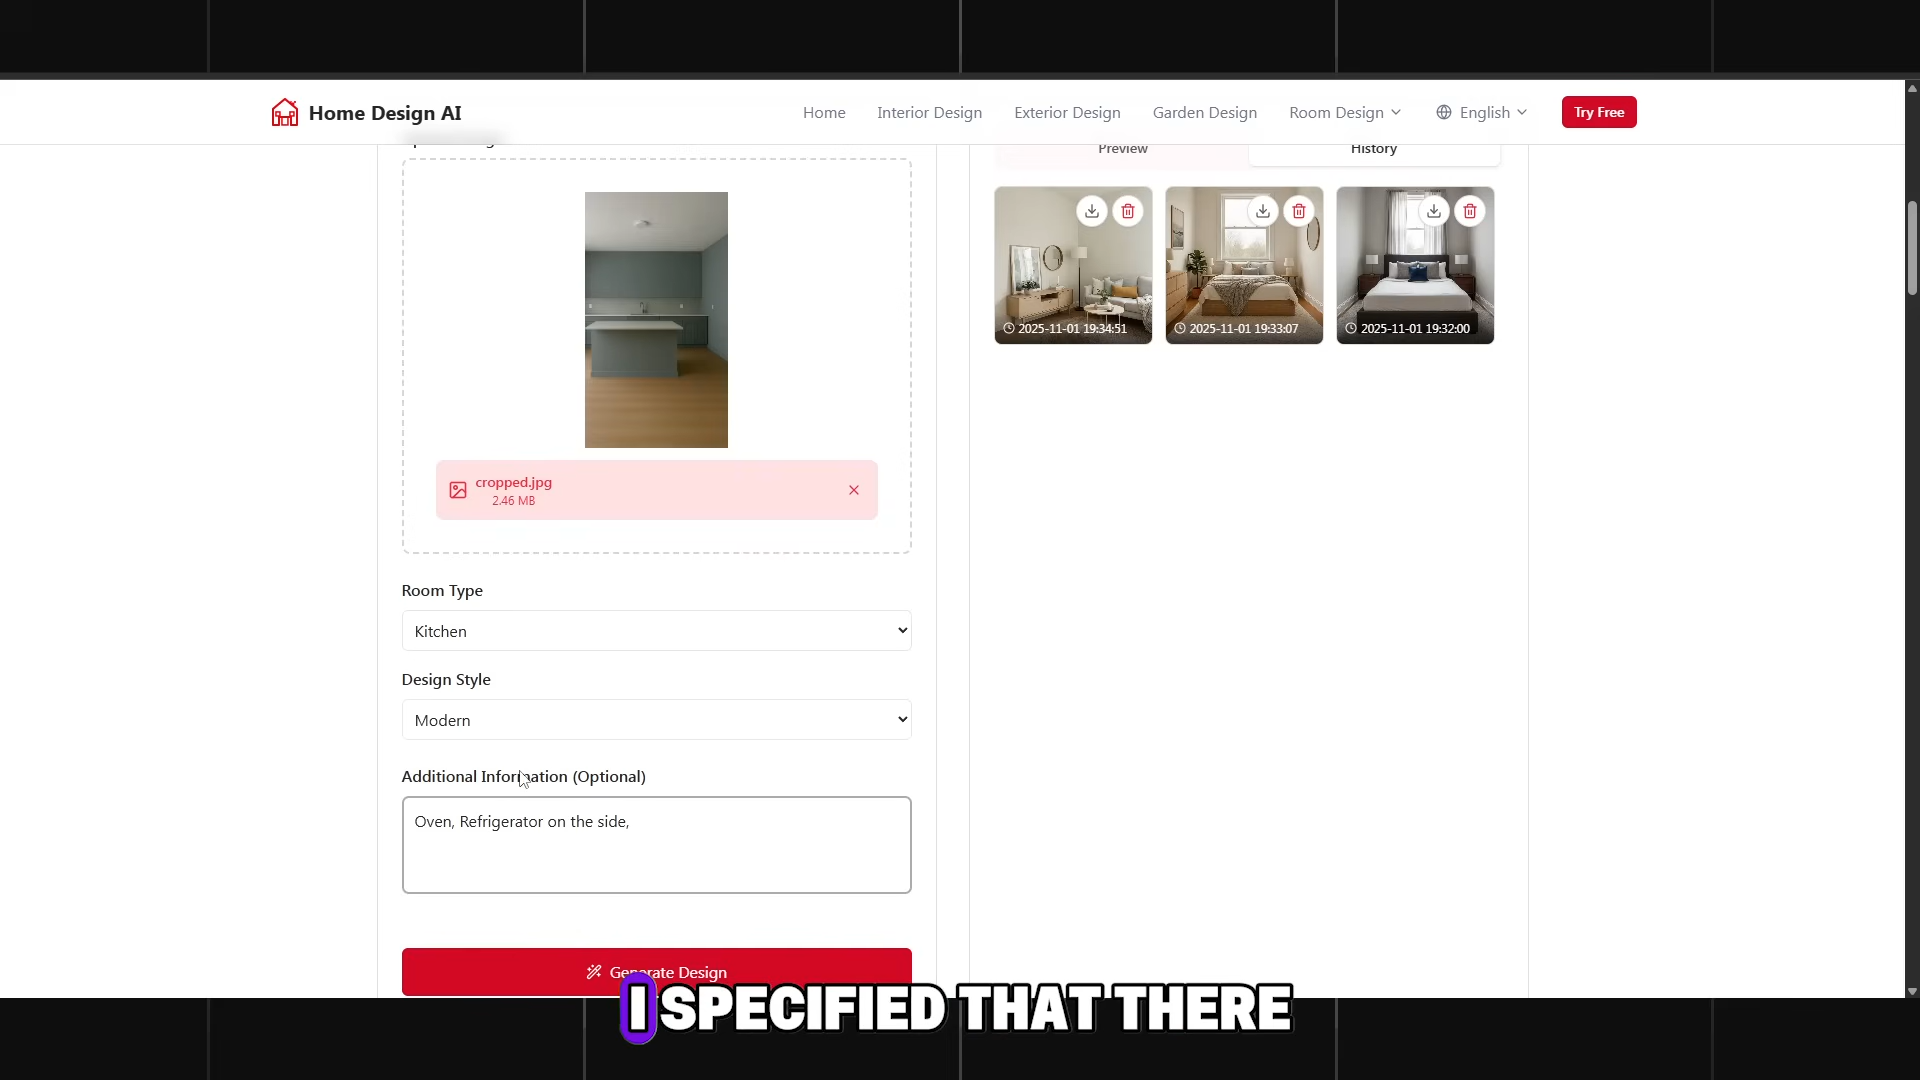 Home Design AI
Home
Interior Design
Exterior Design
Garden Design
Room Design
English
Try Free
Preview
History
2025-11-01 19:34:51
2025-11-01 19:33:07
2025-11-01 19:32:00
cropped.jpg
2.46 MB
Room Type
Kitchen
Design Style
Modern
Additional Information (Optional)
Oven, Refrigerator on the side,
Generate Design
I SPECIFIED THAT THERE